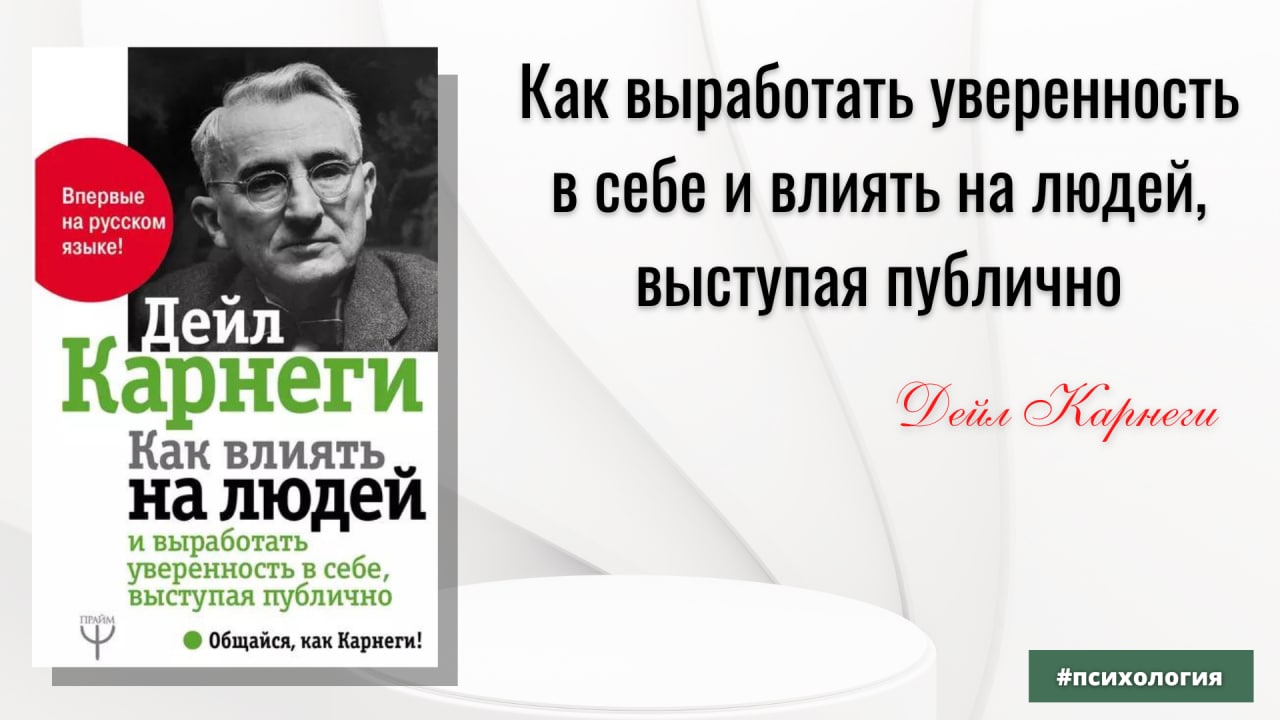 Впервые
на русском
языке!
Дейл
Карнеги
Как влиять
на людей
и выработать
уверенность в себе,
выступая публично
ПРАЙМ
Общайся, как Карнеги!
Как выработать уверенность
в себе и влиять на людей,
выступая публично
Дейл Карнеги
#психология